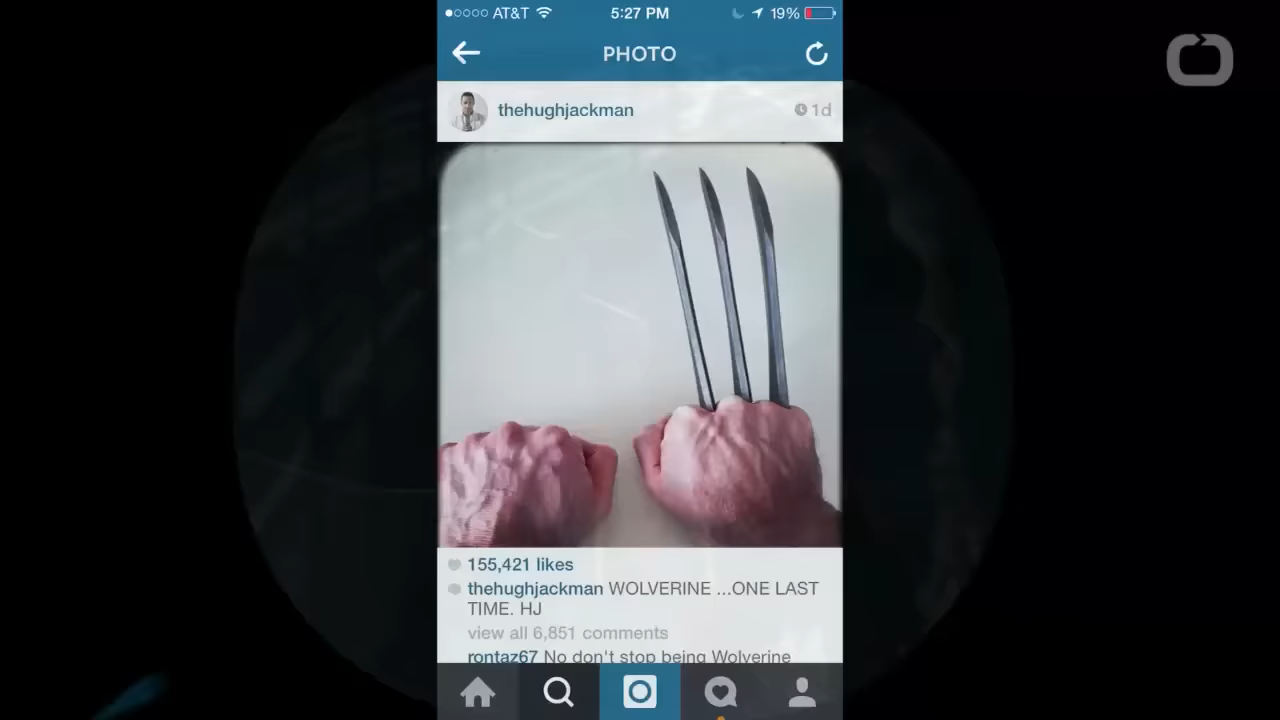 AT&T 5:27 PM 19%
PHOTO
thehughjackman 1d
155,421 likes
thehughjackman WOLVERINE ...ONE LAST
TIME. HJ
view all 6,851 comments
rontaz67 No don't stop being Wolverine